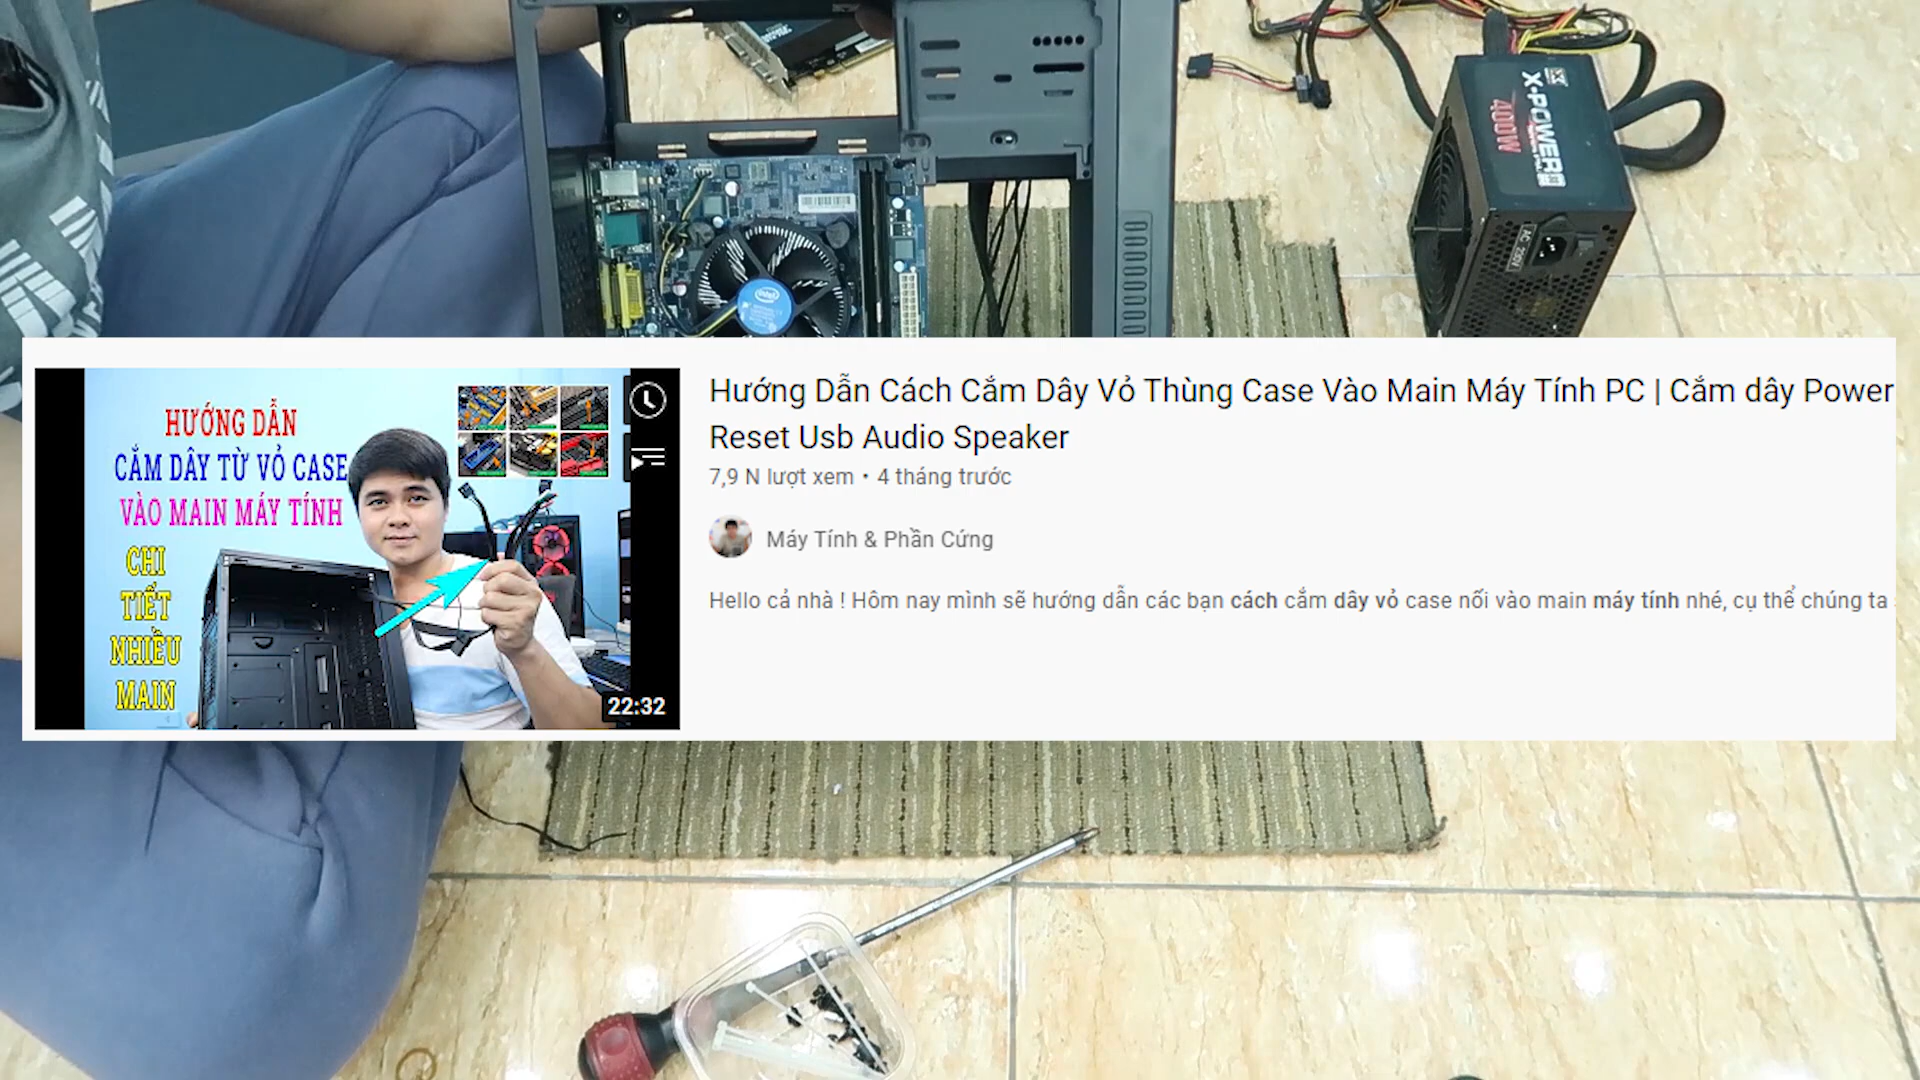 X-POWER
400W
AC 230V
intel
HƯỚNG DẪN
CẮM DÂY TỪ VỎ CASE
VÀO MAIN MÁY TÍNH
CHI
TIẾT
NHIỀU
MAIN
22:32
Hướng Dẫn Cách Cắm Dây Vỏ Thùng Case Vào Main Máy Tính PC | Cắm dây Power
Reset Usb Audio Speaker
7,9 N lượt xem • 4 tháng trước
Máy Tính & Phần Cứng
Hello cả nhà ! Hôm nay mình sẽ hướng dẫn các bạn cách cắm dây vỏ case nối vào main máy tính nhé, cụ thể chúng ta